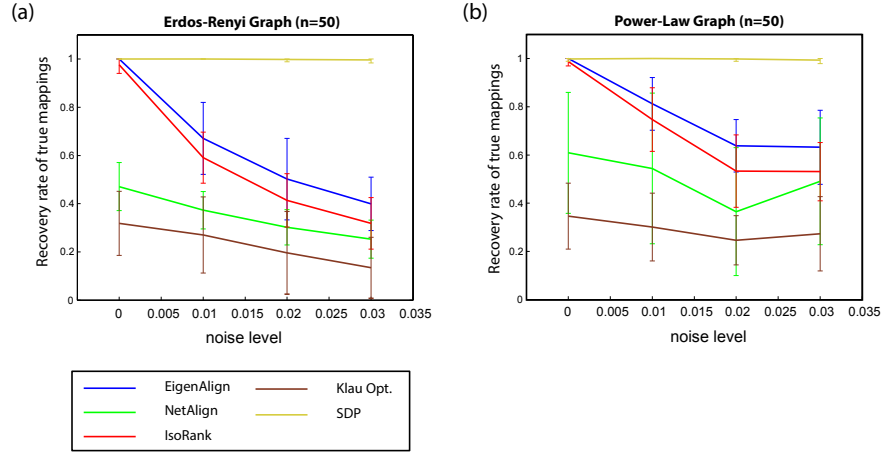 (a)
Erdos-Renyi Graph (n=50)
Recovery rate of true mappings
1
0.8
0.6
0.4
0.2
0
0 0.005 0.01 0.015 0.02 0.025 0.03 0.035
noise level
(b)
Power-Law Graph (n=50)
Recovery rate of true mappings
1
0.8
0.6
0.4
0.2
0
0 0.005 0.01 0.015 0.02 0.025 0.03 0.035
noise level
EigenAlign
NetAlign
IsoRank
Klau Opt.
SDP